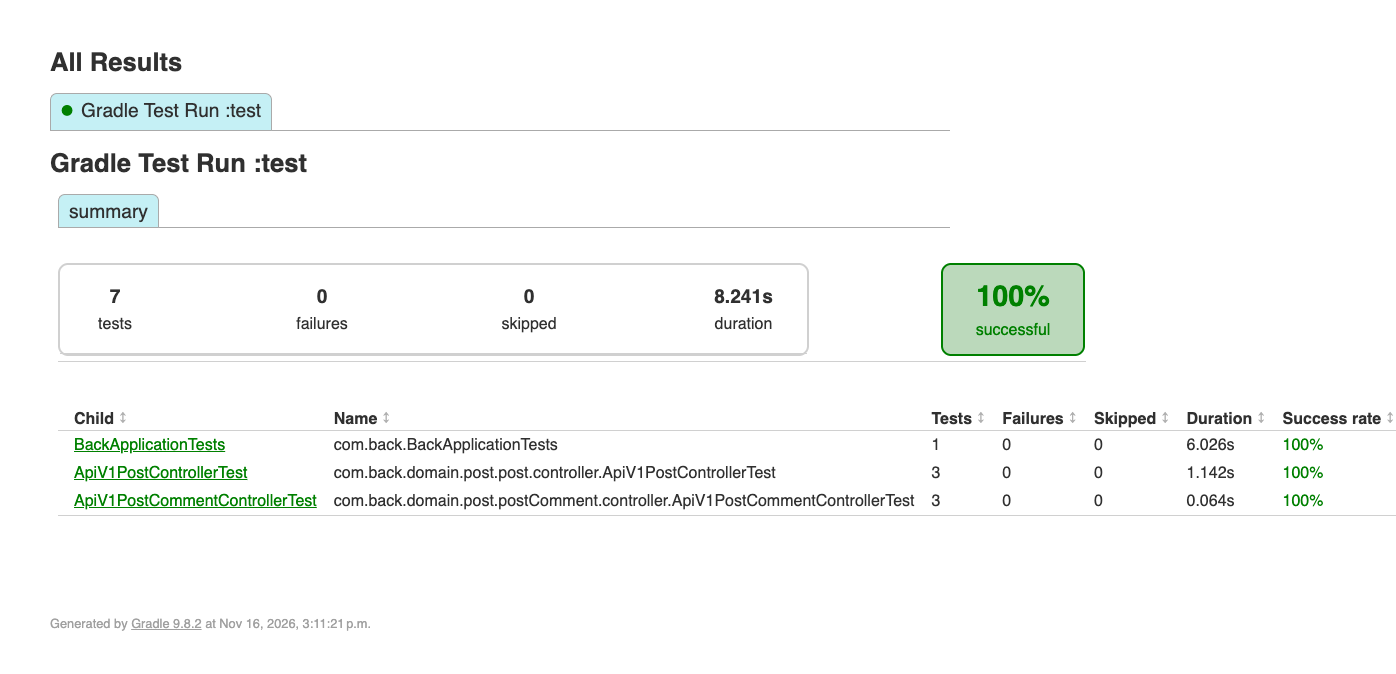 All Results
Gradle Test Run :test
Gradle Test Run :test
summary
7 0 0 8.241s
tests failures skipped duration
100%
successful
Child Name Tests Failures Skipped Duration Success rate
BackApplicationTests com.back.BackApplicationTests 1 0 0 6.026s 100%
ApiV1PostControllerTest com.back.domain.post.post.controller.ApiV1PostControllerTest 3 0 0 1.142s 100%
ApiV1PostCommentControllerTest com.back.domain.post.postComment.controller.ApiV1PostCommentControllerTest 3 0 0 0.064s 100%
Generated by Gradle 9.8.2 at Nov 16, 2026, 3:11:21 p.m.